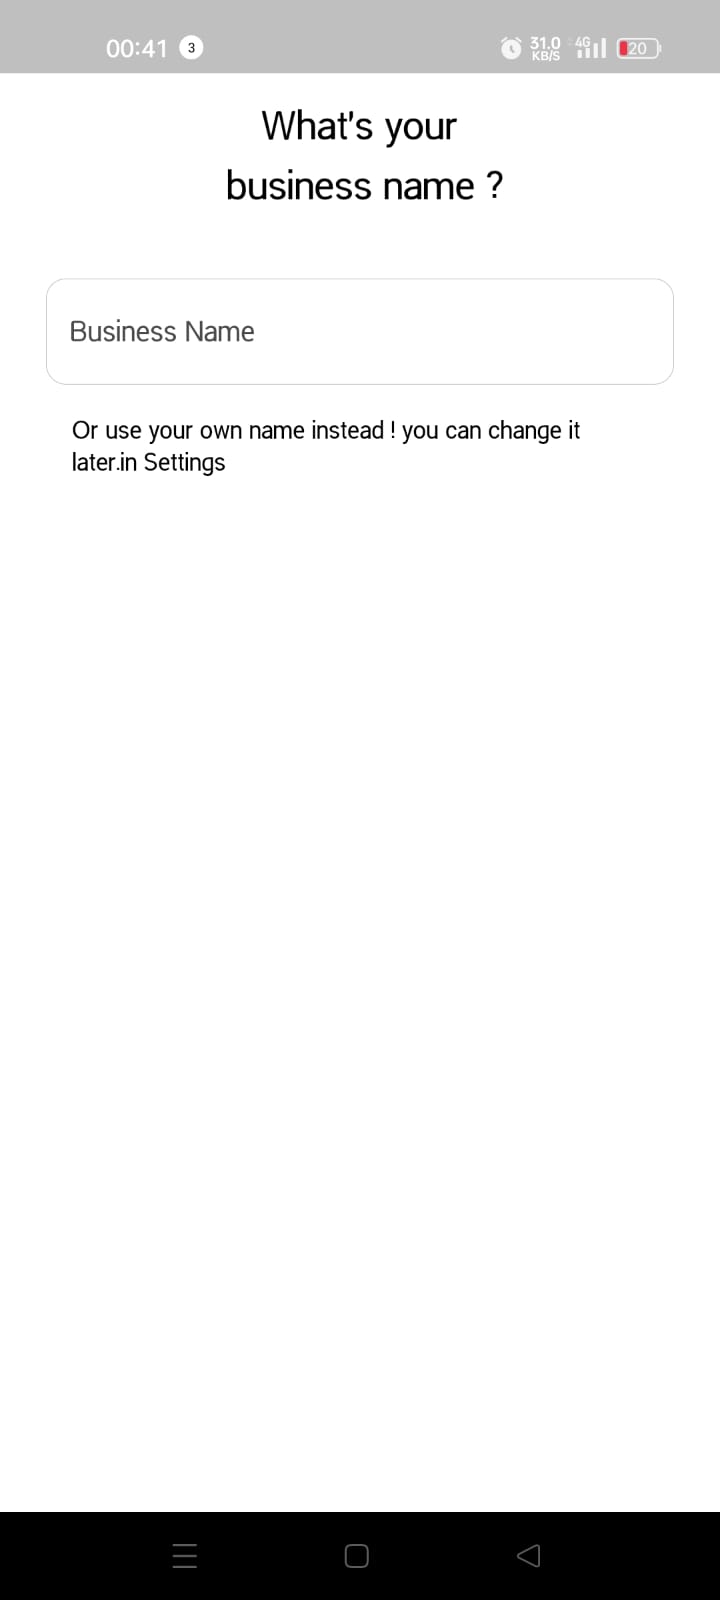 00:41 3 31.0 KB/S 4G 20
What's your
business name ?
Business Name
Or use your own name instead ! you can change it
later.in Settings